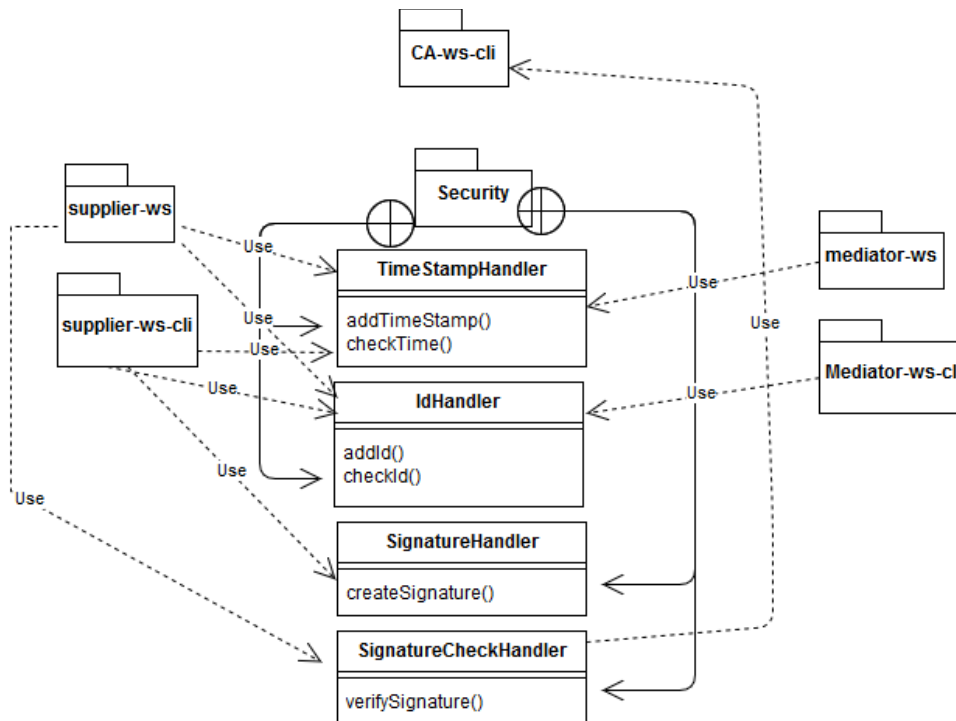 CA-ws-cli
Security
supplier-ws
Use
TimeStampHandler
mediator-ws
Use
supplier-ws-cli
Use
addTimeStamp()
Use
checkTime()
Use
Use
Mediator-ws-cli
Use
IdHandler
Use
addId()
checkId()
Use
Use
SignatureHandler
createSignature()
SignatureCheckHandler
verifySignature()